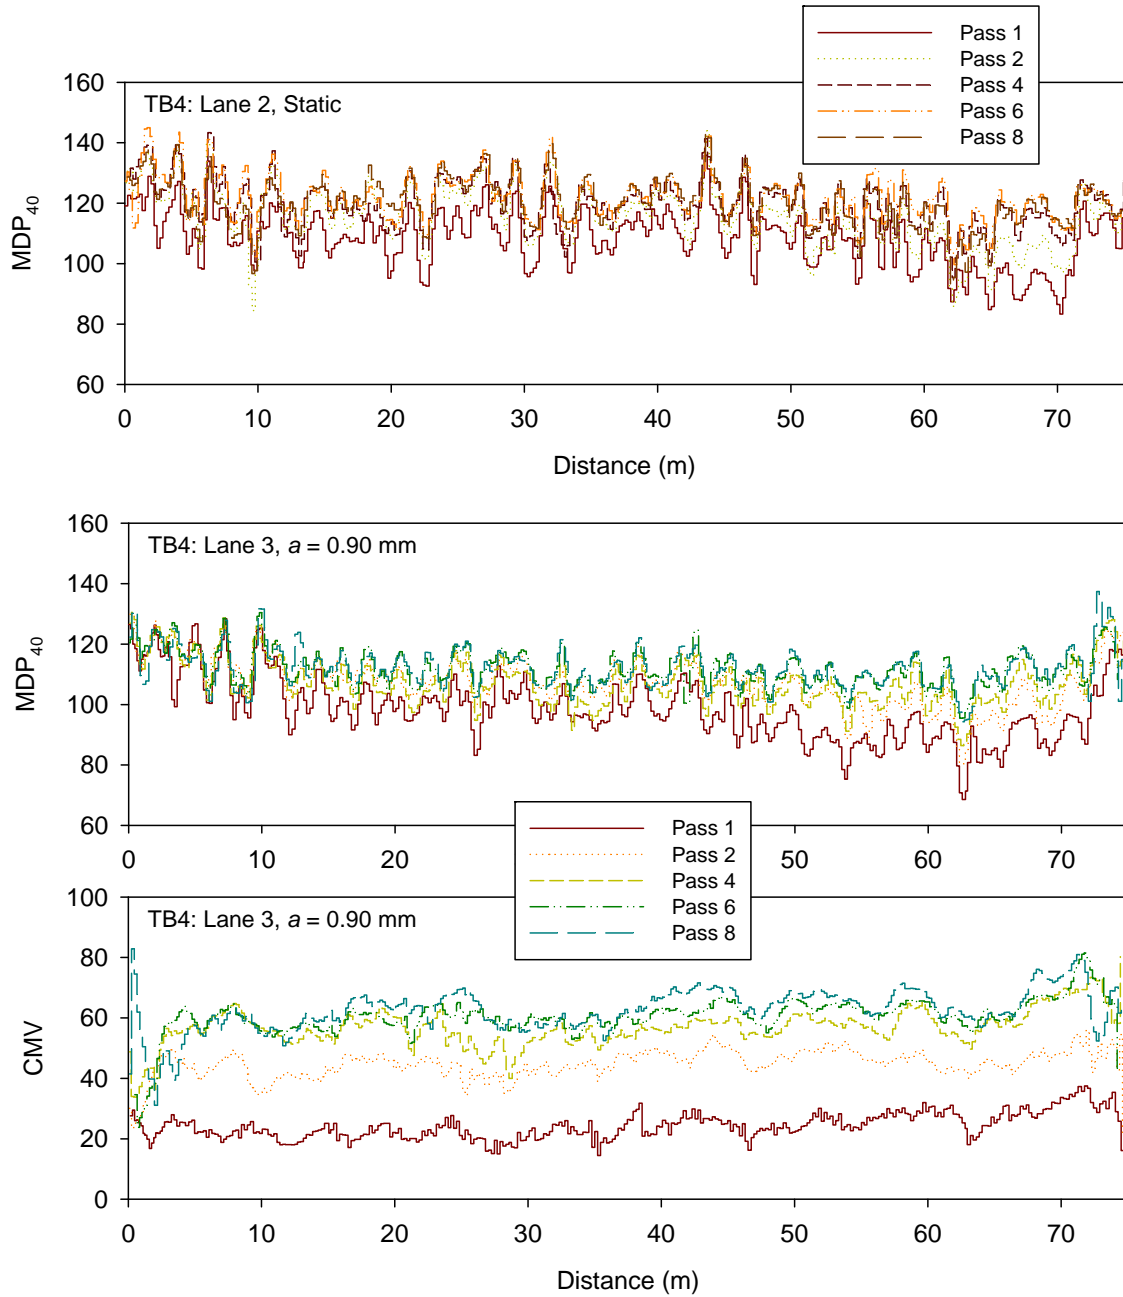 Pass 1
Pass 2
Pass 4
Pass 6
Pass 8
160
140
120
100
80
60
MDP40
TB4: Lane 2, Static
0 10 20 30 40 50 60 70
Distance (m)
160
140
120
100
80
60
MDP40
TB4: Lane 3, a = 0.90 mm
0 10 20 50 60 70
Pass 1
Pass 2
Pass 4
Pass 6
Pass 8
100
80
60
40
20
0
CMV
TB4: Lane 3, a = 0.90 mm
0 10 20 30 40 50 60 70
Distance (m)